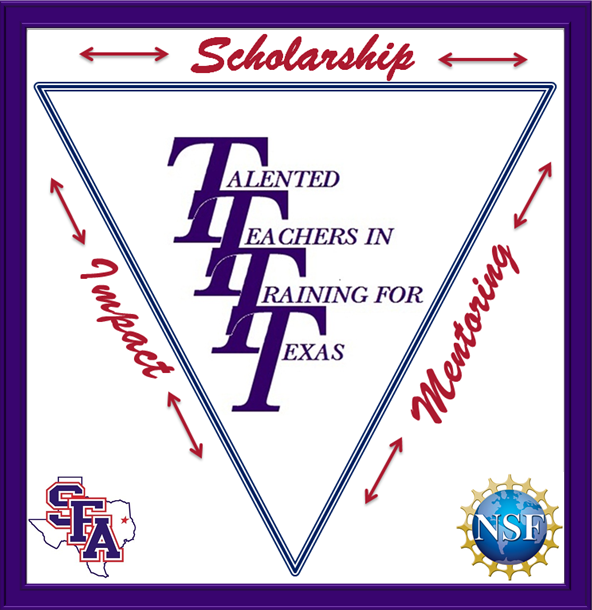 Scholarship
TALENTED
TEACHERS IN
TRAINING FOR
TEXAS
Impact
Mentoring
SFA
NSF